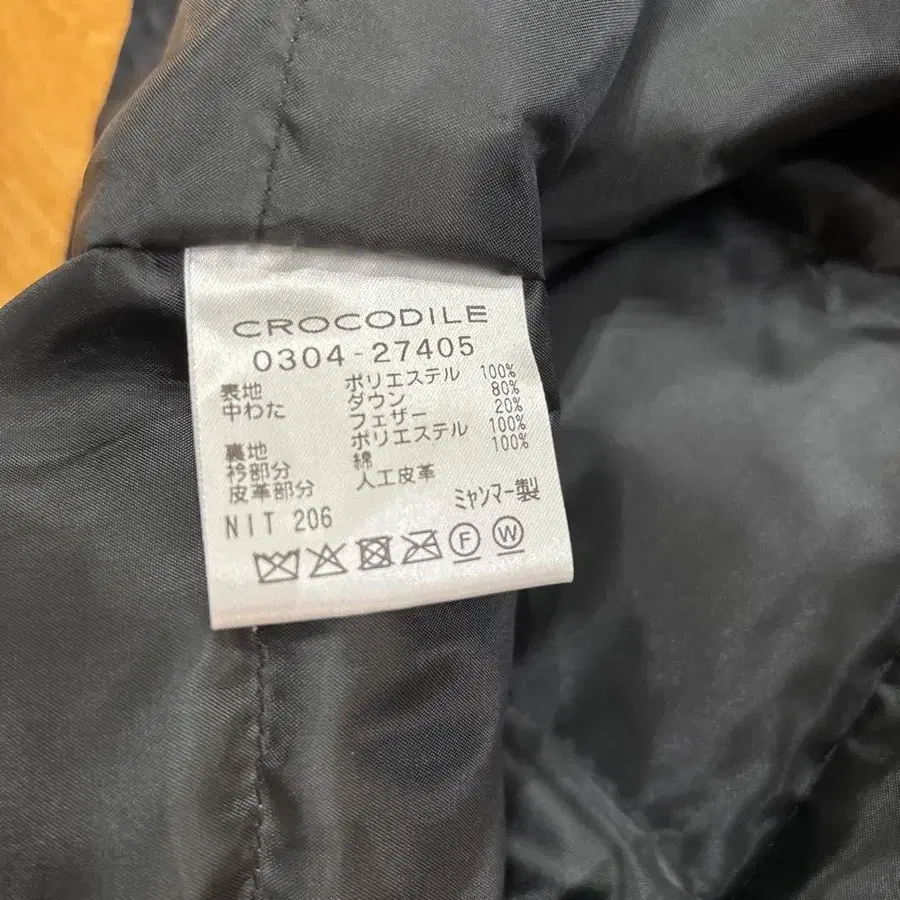 CROCODILE
0304-27405
表地 ポリエステル 100%
中わた ダウン 80%
フェザー 20%
裏地 ポリエステル 100%
衿部分 綿 100%
皮革部分 人工皮革
ミャンマー製
NIT 206
F W